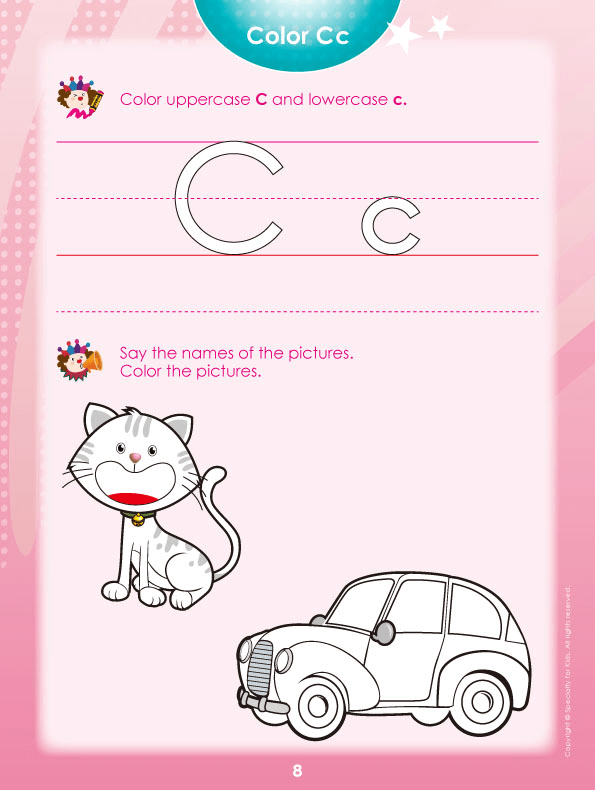 Color Cc
Color uppercase C and lowercase c.
C c
Say the names of the pictures.
Color the pictures.
Copyright © Specialty for Kids. All rights reserved.
8